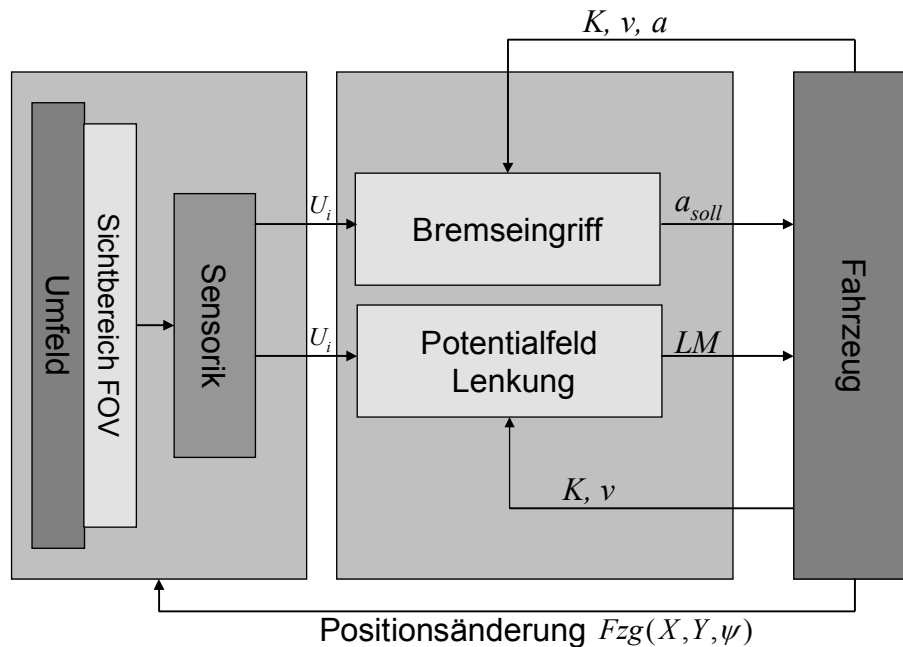 K, v, a
Umfeld
Sichtbereich FOV
Sensorik
U_i
U_i
Bremseingriff
a_soll
Potentialfeld
Lenkung
LM
K, v
Fahrzeug
Positionsänderung Fzg(X,Y,ψ)